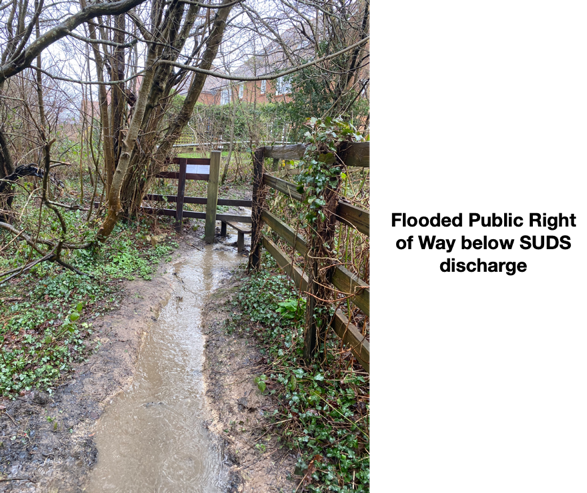 Flooded Public Right
of Way below SUDS
discharge